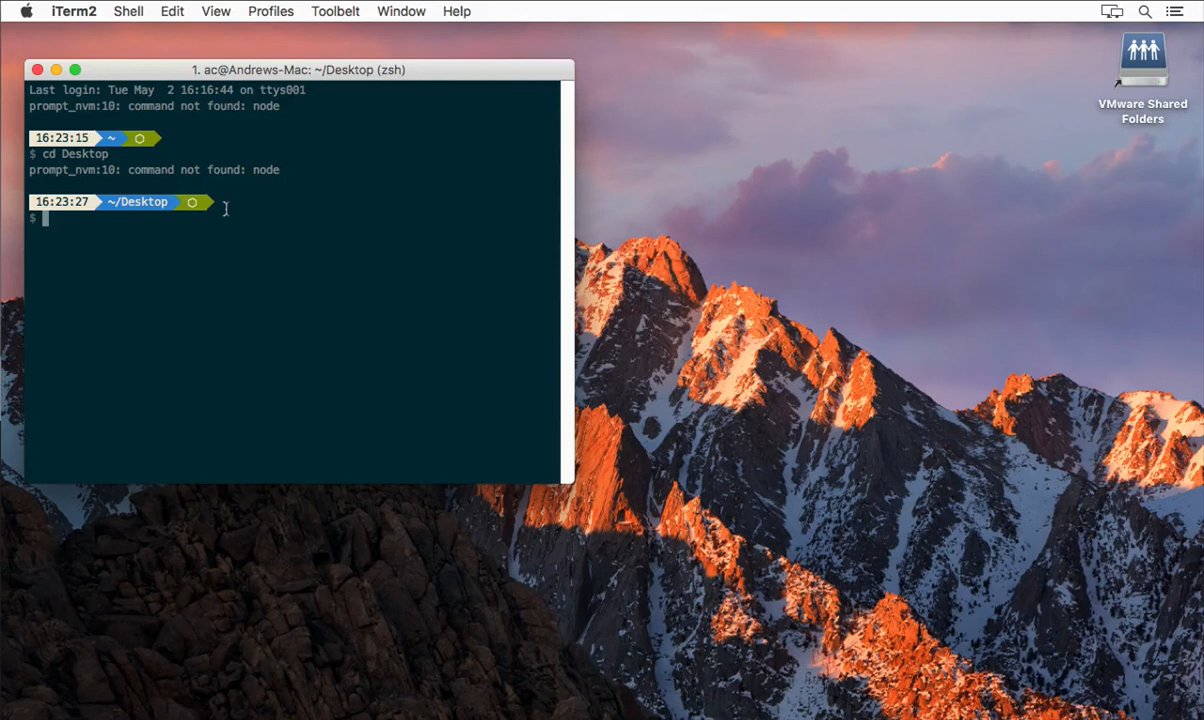 iTerm2 Shell Edit View Profiles Toolbelt Window Help
1. ac@Andrews-Mac: ~/Desktop (zsh)
Last login: Tue May  2 16:16:44 on ttys001
prompt_nvm:10: command not found: node
16:23:15 ~
$ cd Desktop
prompt_nvm:10: command not found: node
16:23:27 ~/Desktop
$
VMware Shared
Folders